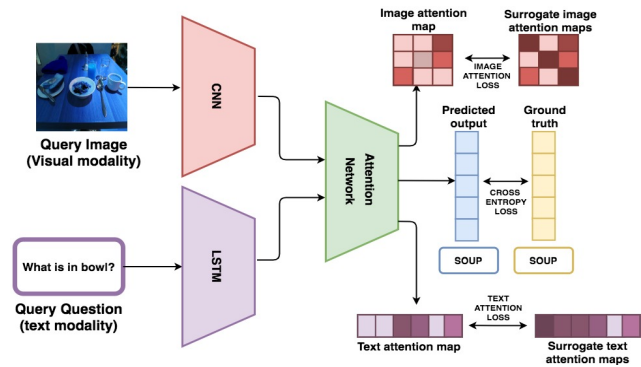 Image attention
map
Surrogate image
attention maps
IMAGE
ATTENTION
LOSS
CNN
Query Image
(Visual modality)
Attention
Network
Predicted
output
Ground
truth
CROSS
ENTROPY
LOSS
SOUP
SOUP
What is in bowl?
LSTM
Query Question
(text modality)
TEXT
ATTENTION
LOSS
Text attention map
Surrogate text
attention maps